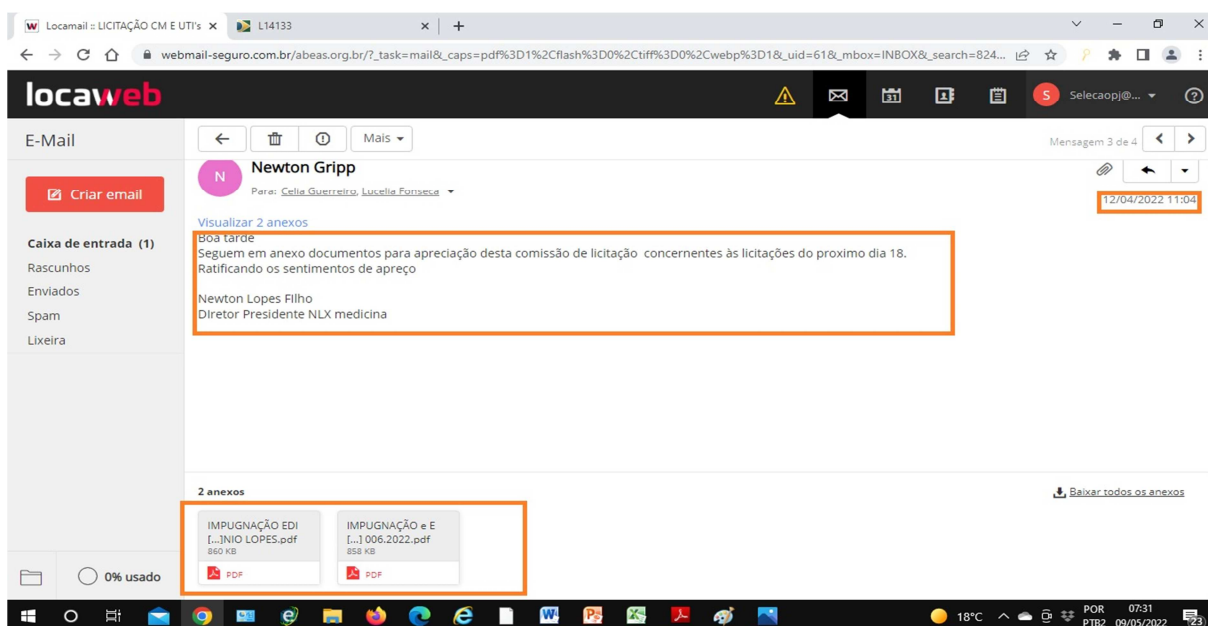 Locamail :: LICITAÇÃO CM E UTI's
L14133
webmail-seguro.com.br/abeas.org.br/?_task=mail&_caps=pdf%3D1%2Cflash%3D0%2Ctiff%3D0%2Cwebp%3D1&_uid=61&_mbox=INBOX&_search=824...
locaweb
31
S
Selecaopj@...
E-Mail
Mais
Mensagem 3 de 4
Criar email
N
Newton Gripp
Para: Celia Guerreiro, Lucelia Fonseca
12/04/2022 11:04
Visualizar 2 anexos
Caixa de entrada (1)
Rascunhos
Enviados
Spam
Lixeira
Boa tarde
Seguem em anexo documentos para apreciação desta comissão de licitação concernentes às licitações do proximo dia 18.
Ratificando os sentimentos de apreço
Newton Lopes FIlho
DIretor Presidente NLX medicina
2 anexos
Baixar todos os anexos
IMPUGNAÇÃO EDI
[...]NIO LOPES.pdf
860 KB
PDF
IMPUGNAÇÃO e E
[...] 006.2022.pdf
858 KB
PDF
0% usado
18°C
POR
PTB2
07:31
09/05/2022
23